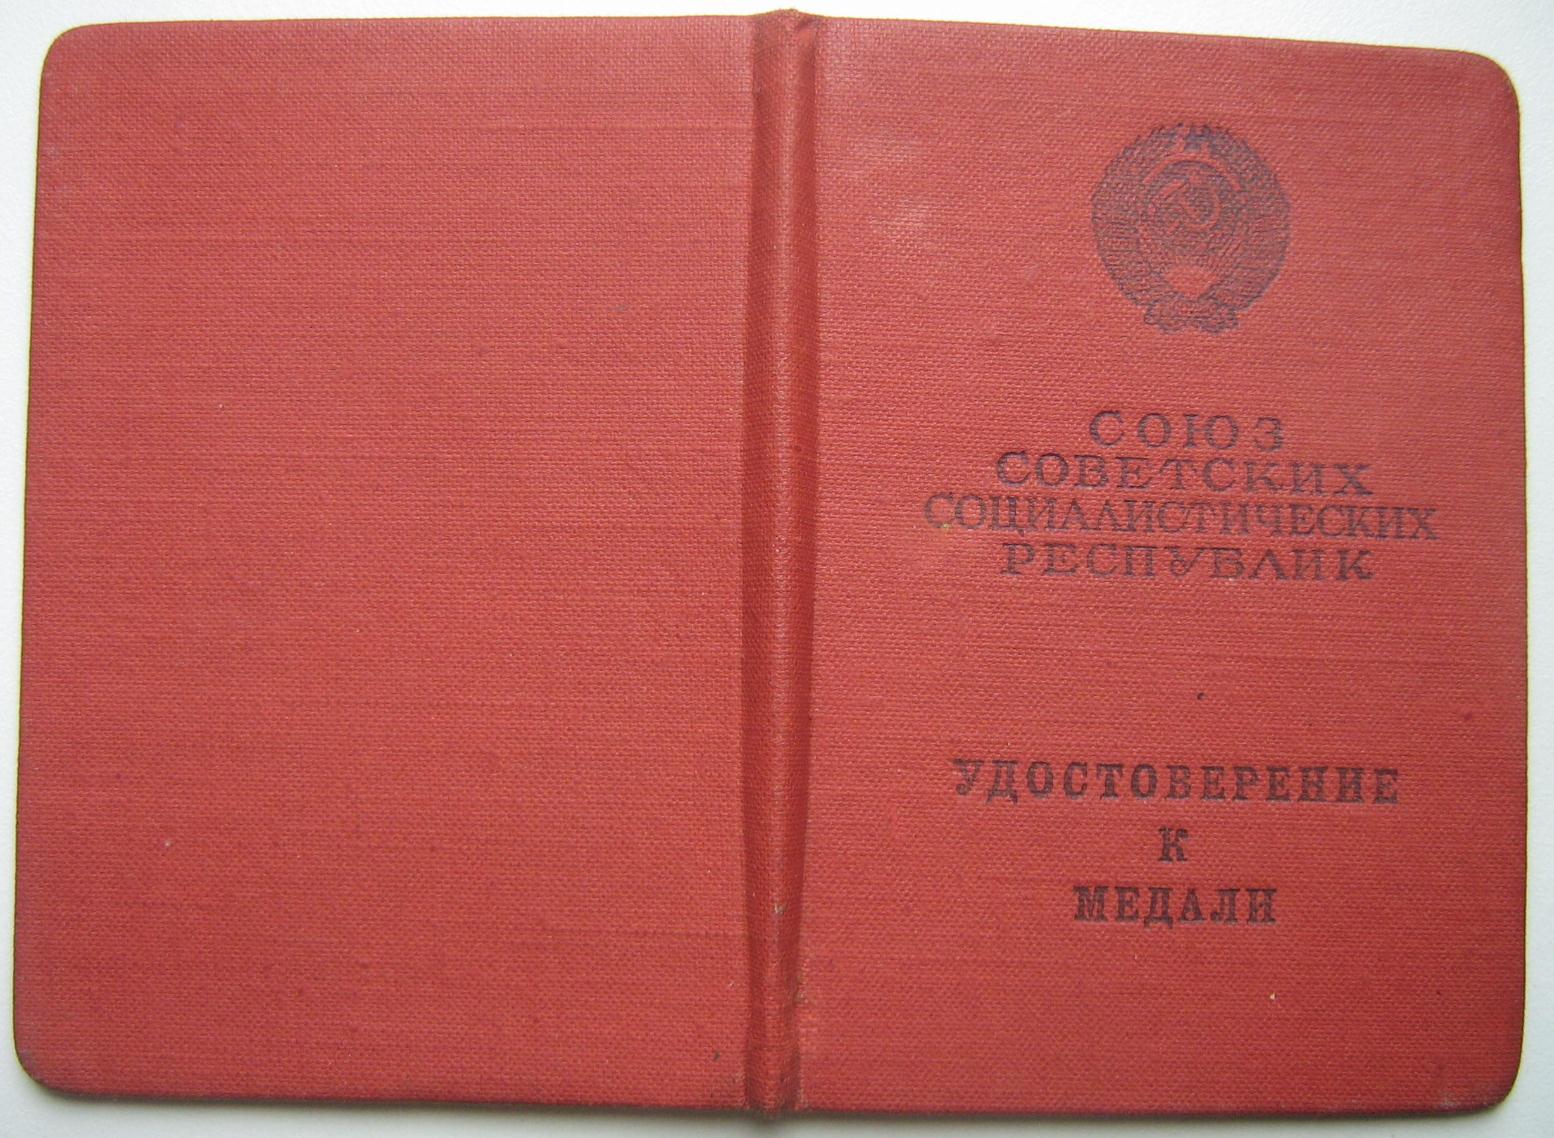 СОЮЗ
СОВЕТСКИХ
СОЦИАЛИСТИЧЕСКИХ
РЕСПУБЛИК
УДОСТОВЕРЕНИЕ
К
МЕДАЛИ